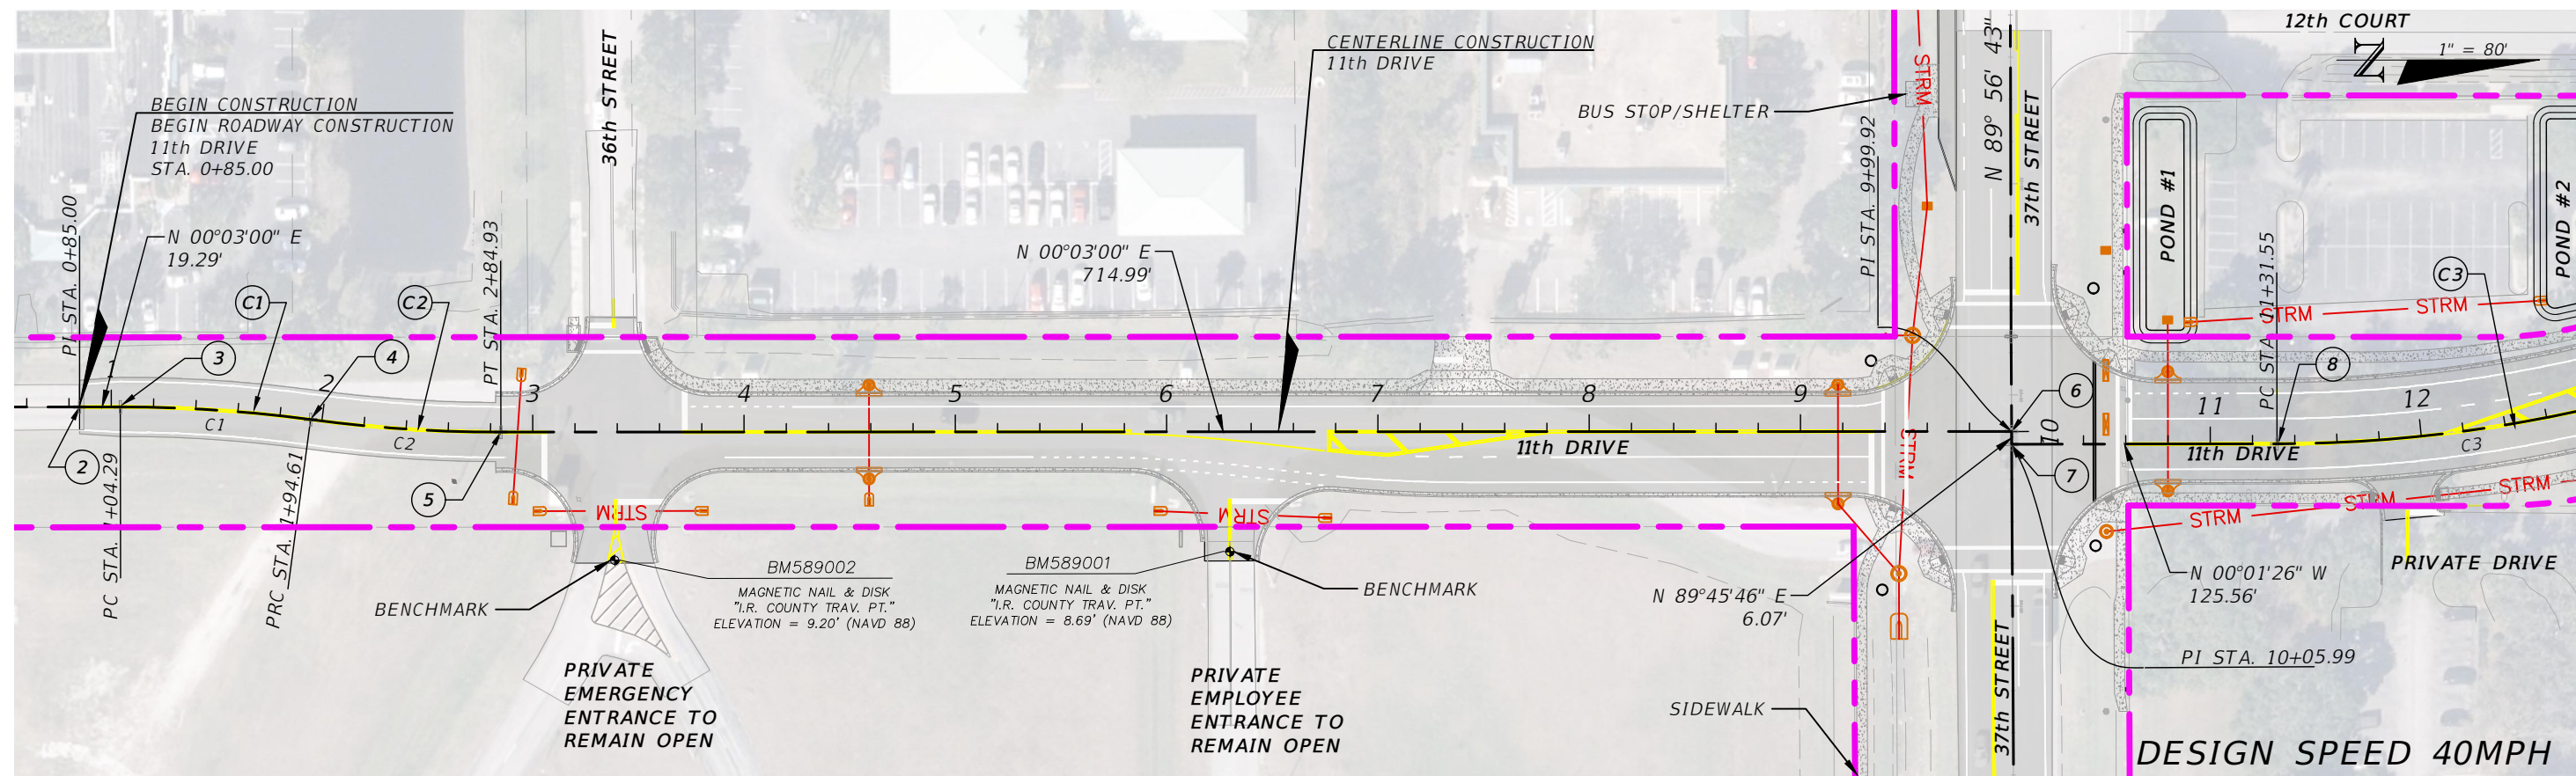 12th COURT
N
1" = 80'
36th STREET
CENTERLINE CONSTRUCTION
11th DRIVE
N 89° 56' 43"
STRM
BEGIN CONSTRUCTION
BEGIN ROADWAY CONSTRUCTION
11th DRIVE
STA. 0+85.00
BUS STOP/SHELTER
37th STREET
PI STA. 9+99.92
POND #1
POND #2
PI STA. 0+85.00
N 00°03'00" E
19.29'
PT STA. 2+84.93
N 00°03'00" E
714.99'
PC STA. 11+31.55
C3
C1
C2
STRM
STRM
3
4
8
1
2
3
4
5
6
7
8
9
10
11
12
6
C1
C2
C3
11th DRIVE
11th DRIVE
2
5
7
STRM
STRM
STRM
STRM
STRM
STRM
PC STA. 1+04.29
PRC STA. 1+94.61
BENCHMARK
BM589002
MAGNETIC NAIL & DISK
"I.R. COUNTY TRAV. PT."
ELEVATION = 9.20' (NAVD 88)
BM589001
MAGNETIC NAIL & DISK
"I.R. COUNTY TRAV. PT."
ELEVATION = 8.69' (NAVD 88)
BENCHMARK
N 89°45'46" E
6.07'
N 00°01'26" W
125.56'
PRIVATE DRIVE
PI STA. 10+05.99
PRIVATE
EMERGENCY
ENTRANCE TO
REMAIN OPEN
PRIVATE
EMPLOYEE
ENTRANCE TO
REMAIN OPEN
SIDEWALK
37th STREET
DESIGN SPEED 40MPH